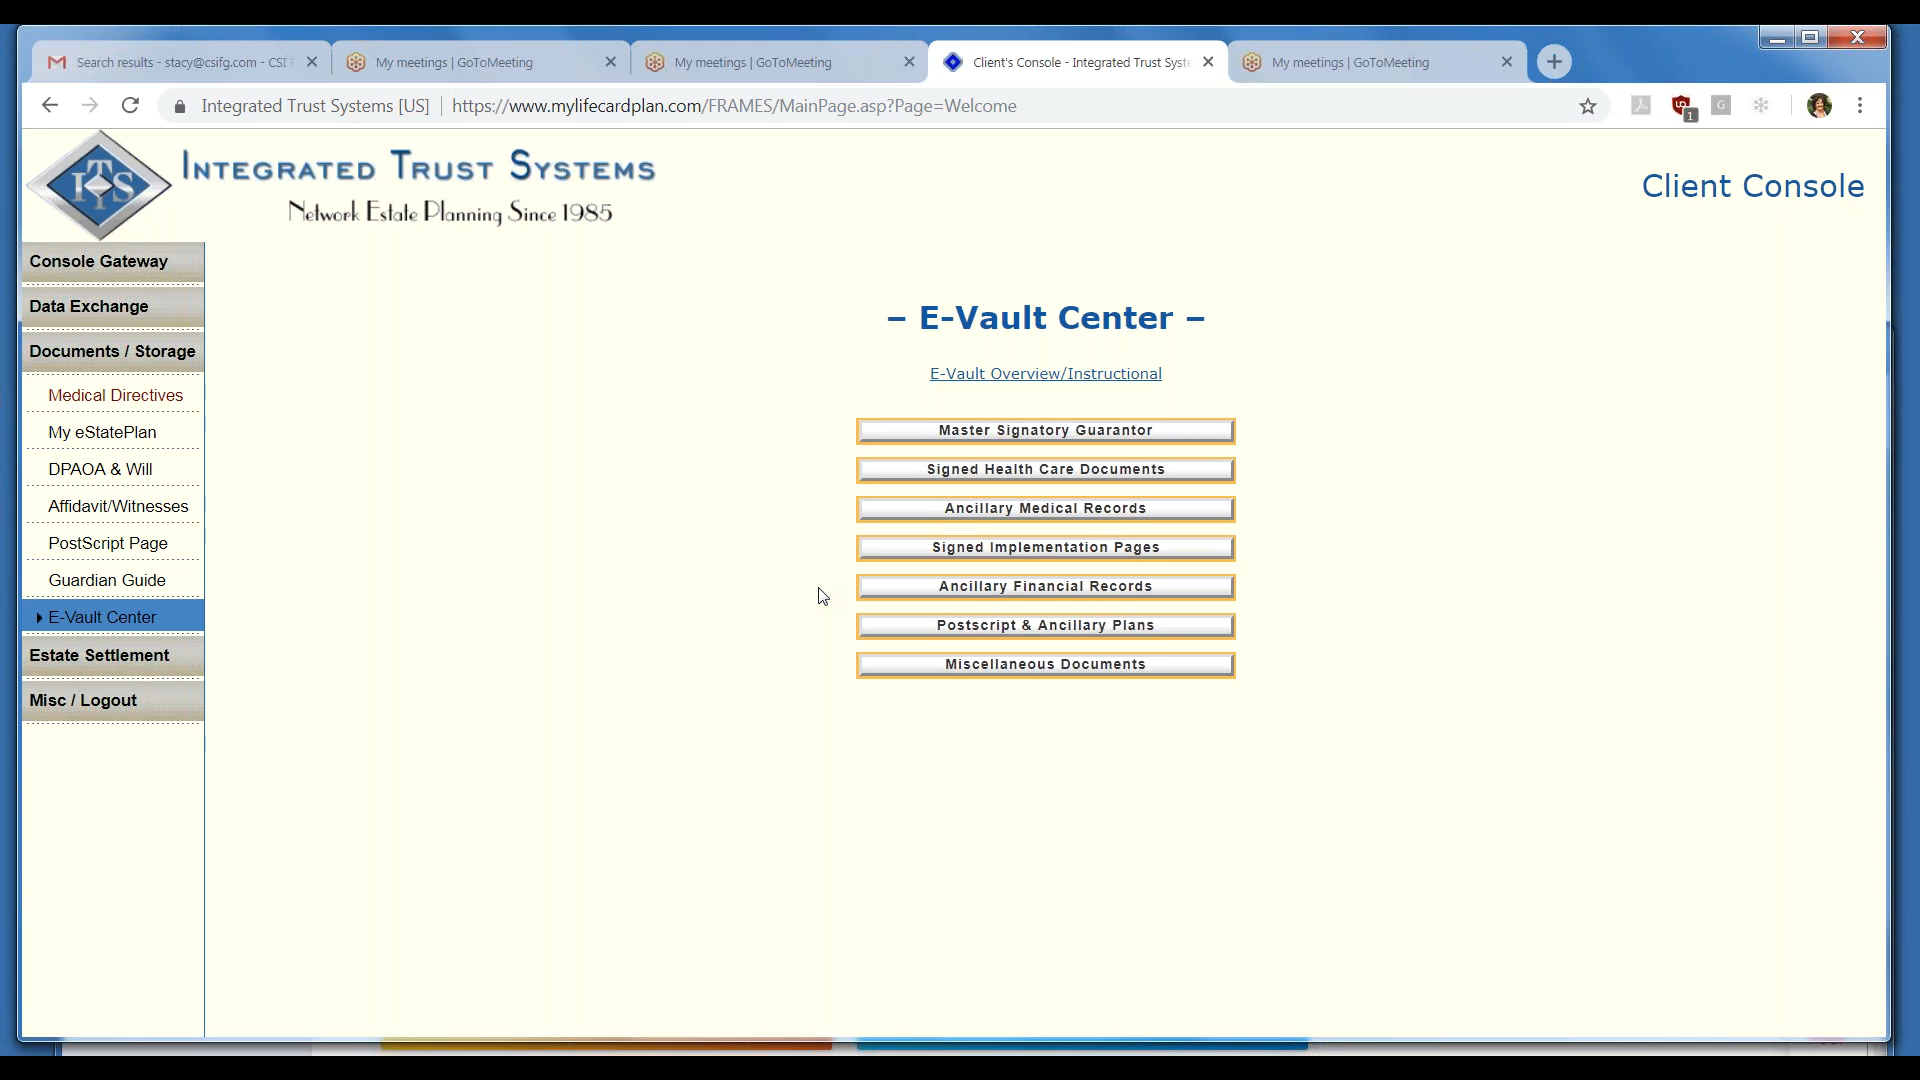 Search results - stacy@csifg.com - CSI
My meetings | GoToMeeting
My meetings | GoToMeeting
Client's Console - Integrated Trust Syste
My meetings | GoToMeeting
Integrated Trust Systems [US] | https://www.mylifecardplan.com/FRAMES/MainPage.asp?Page=Welcome
1
G
ITS
Integrated Trust Systems
Network Estate Planning Since 1985
Client Console
Console Gateway
Data Exchange
Documents / Storage
Medical Directives
My eStatePlan
DPAOA & Will
Affidavit/Witnesses
PostScript Page
Guardian Guide
E-Vault Center
Estate Settlement
Misc / Logout
– E-Vault Center –
E-Vault Overview/Instructional
Master Signatory Guarantor
Signed Health Care Documents
Ancillary Medical Records
Signed Implementation Pages
Ancillary Financial Records
Postscript & Ancillary Plans
Miscellaneous Documents